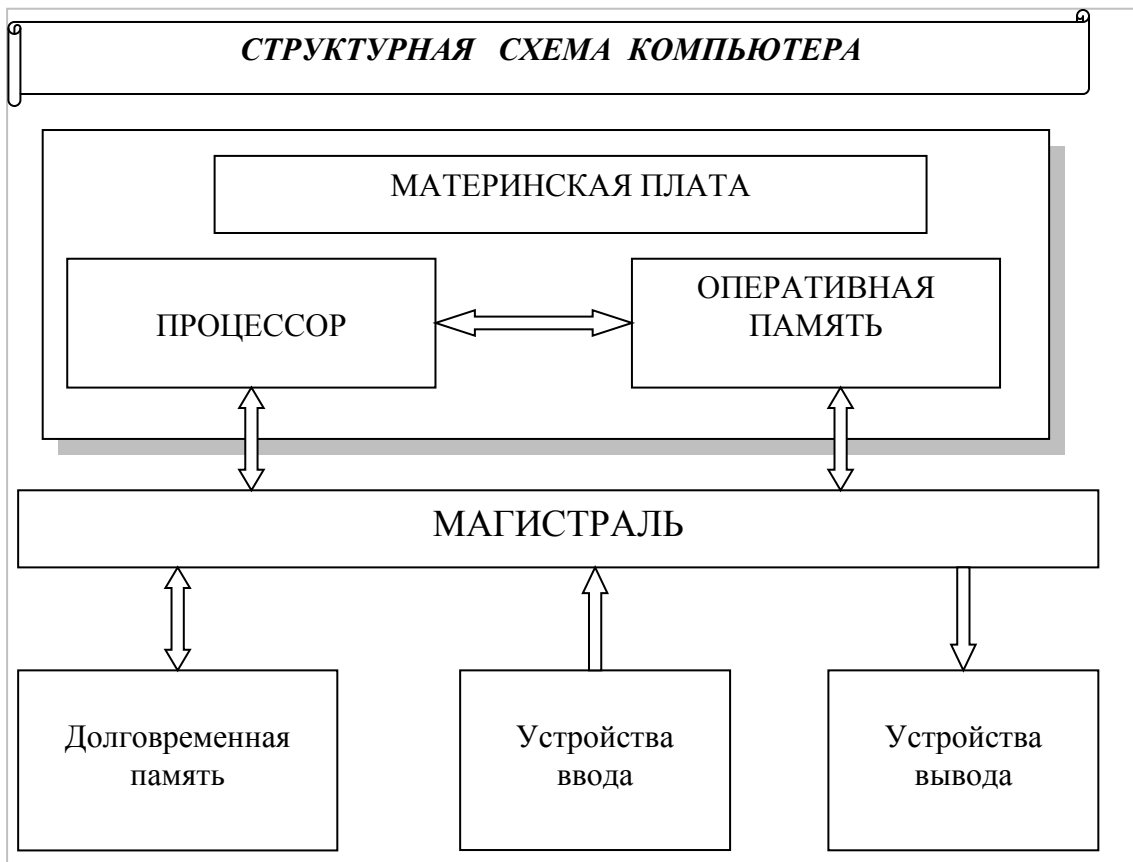 СТРУКТУРНАЯ СХЕМА КОМПЬЮТЕРА
МАТЕРИНСКАЯ ПЛАТА
ПРОЦЕССОР
ОПЕРАТИВНАЯ
ПАМЯТЬ
МАГИСТРАЛЬ
Долговременная
память
Устройства
ввода
Устройства
вывода